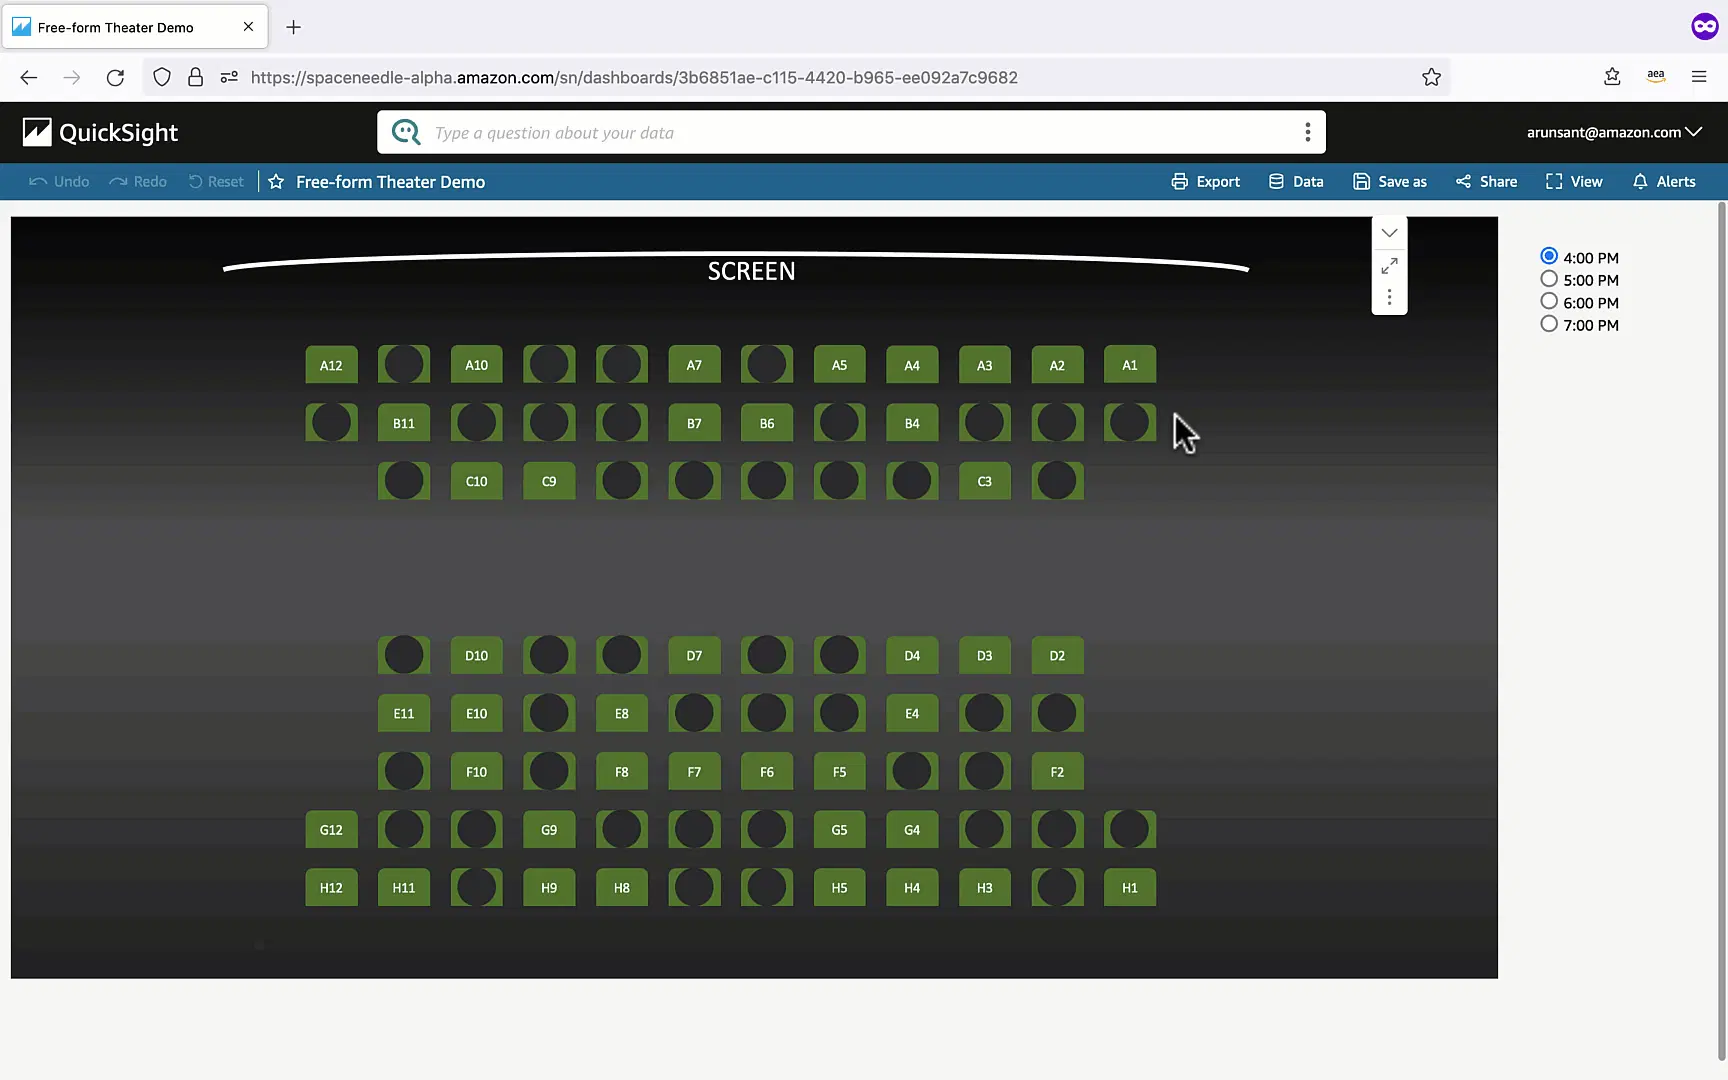 Free-form Theater Demo
https://spaceneedle-alpha.amazon.com/sn/dashboards/3b6851ae-c115-4420-b965-ee092a7c9682
aea
QuickSight
Type a question about your data
arunsant@amazon.com
Undo Redo Reset Free-form Theater Demo Export Data Save as Share View Alerts
SCREEN
4:00 PM
5:00 PM
6:00 PM
7:00 PM
A12 A10 A7 A5 A4 A3 A2 A1
B11 B7 B6 B4
C10 C9 C3
D10 D7 D4 D3 D2
E11 E10 E8 E4
F10 F8 F7 F6 F5 F2
G12 G9 G5 G4
H12 H11 H9 H8 H5 H4 H3 H1